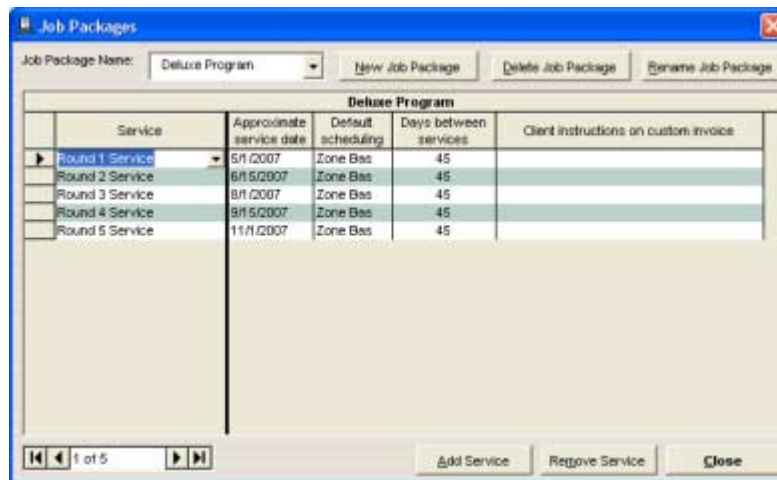 Job Packages
Job Package Name: Deluxe Program New Job Package Delete Job Package Rename Job Package
Deluxe Program
Service Approximate service date Default scheduling Days between services Client instructions on custom invoice
Round 1 Service 5/1/2007 Zone Bas 45
Round 2 Service 6/15/2007 Zone Bas 45
Round 3 Service 8/1/2007 Zone Bas 45
Round 4 Service 9/15/2007 Zone Bas 45
Round 5 Service 11/1/2007 Zone Bas 45
1 of 5 Add Service Remove Service Close